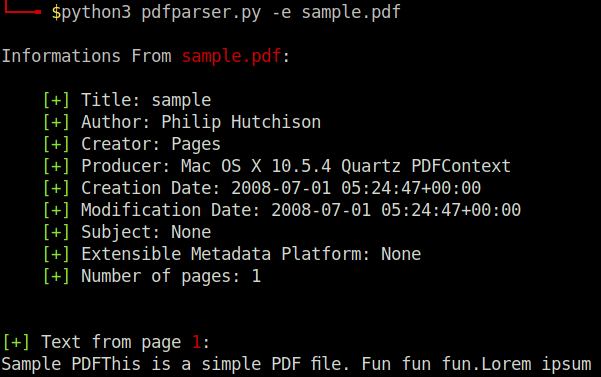 $python3 pdfparser.py -e sample.pdf
Informations From sample.pdf:
[+] Title: sample
[+] Author: Philip Hutchison
[+] Creator: Pages
[+] Producer: Mac OS X 10.5.4 Quartz PDFContext
[+] Creation Date: 2008-07-01 05:24:47+00:00
[+] Modification Date: 2008-07-01 05:24:47+00:00
[+] Subject: None
[+] Extensible Metadata Platform: None
[+] Number of pages: 1
[+] Text from page 1:
Sample PDFThis is a simple PDF file. Fun fun fun.Lorem ipsum